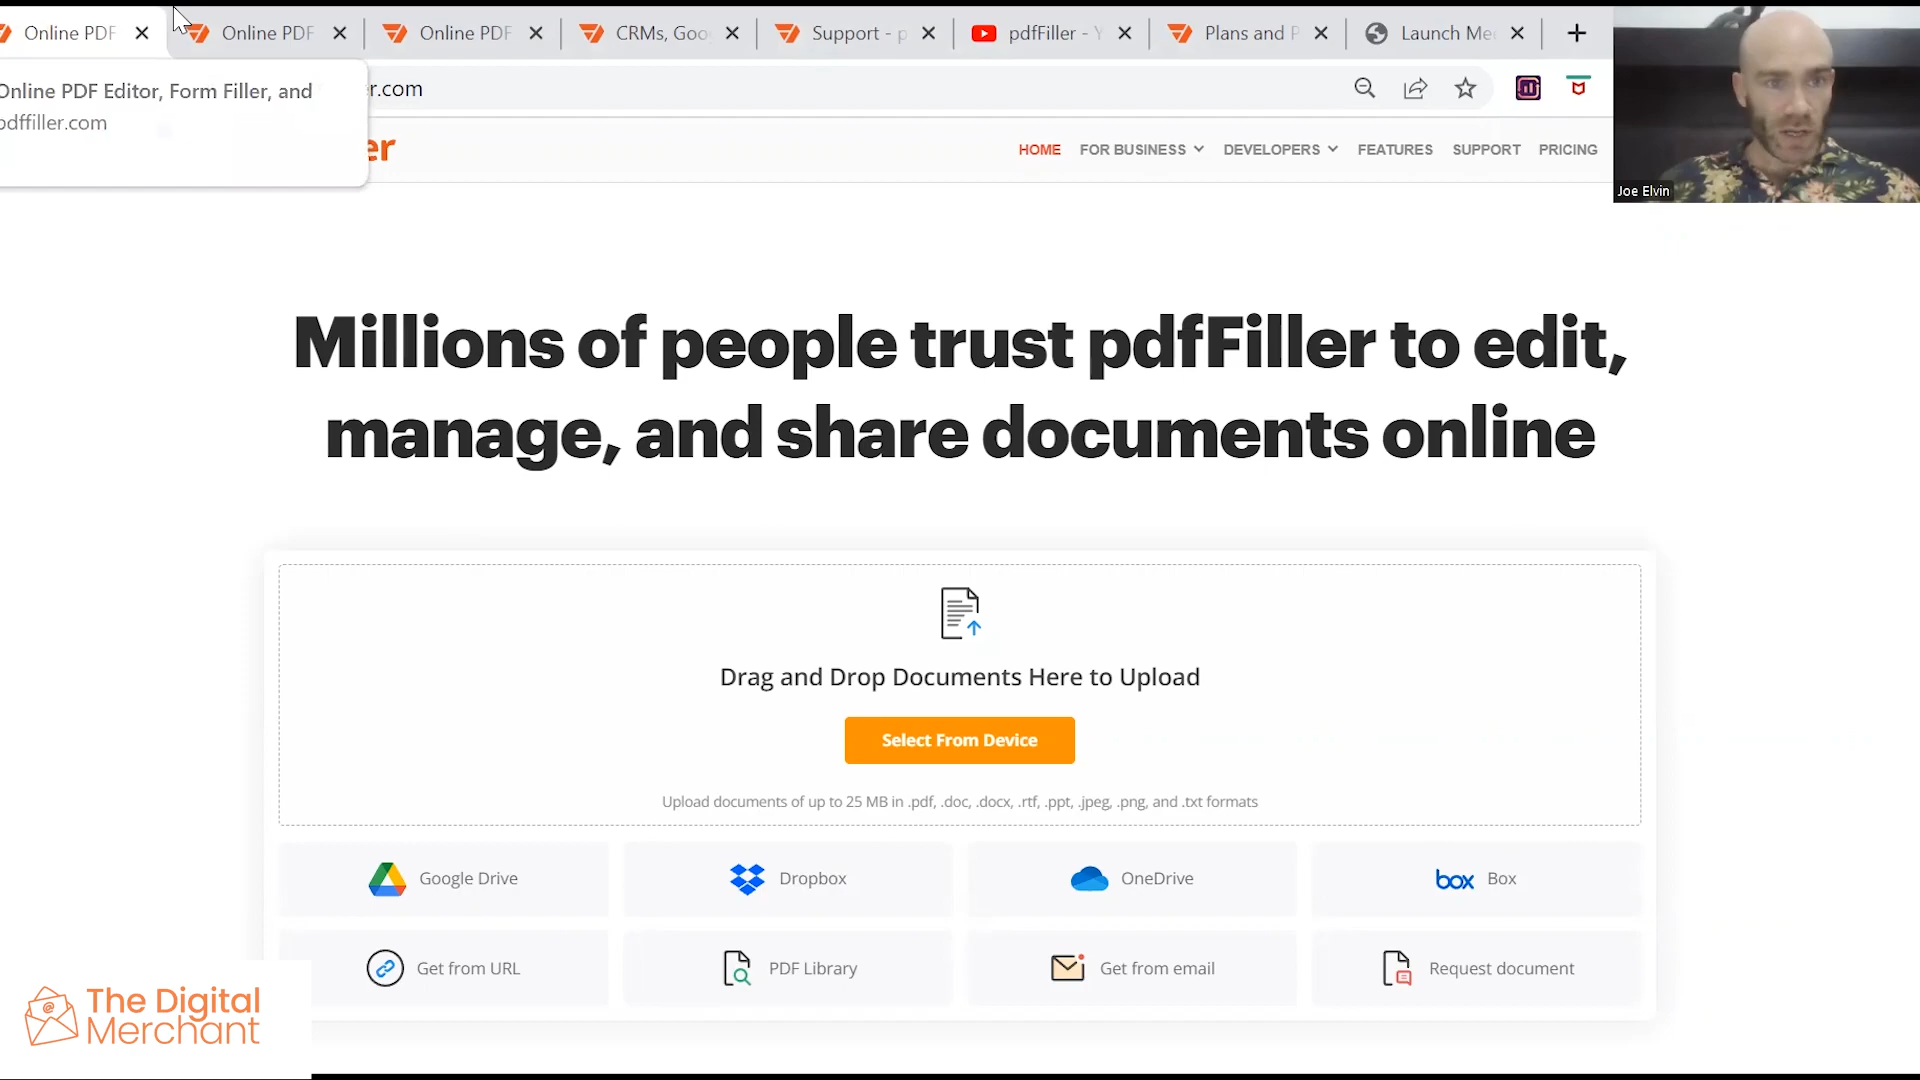 Online PDF
Online PDF
Online PDF
CRMs, Goo
Support - p
pdfFiller - Y
Plans and P
Launch Me
Online PDF Editor, Form Filler, and
pdffiller.com
r.com
er
HOME
FOR BUSINESS
DEVELOPERS
FEATURES
SUPPORT
PRICING
Joe Elvin
Millions of people trust pdfFiller to edit,
manage, and share documents online
Drag and Drop Documents Here to Upload
Select From Device
Upload documents of up to 25 MB in .pdf, .doc, .docx, .rtf, .ppt, .jpeg, .png, and .txt formats
Google Drive
Dropbox
OneDrive
box Box
Get from URL
PDF Library
Get from email
Request document
The Digital
Merchant